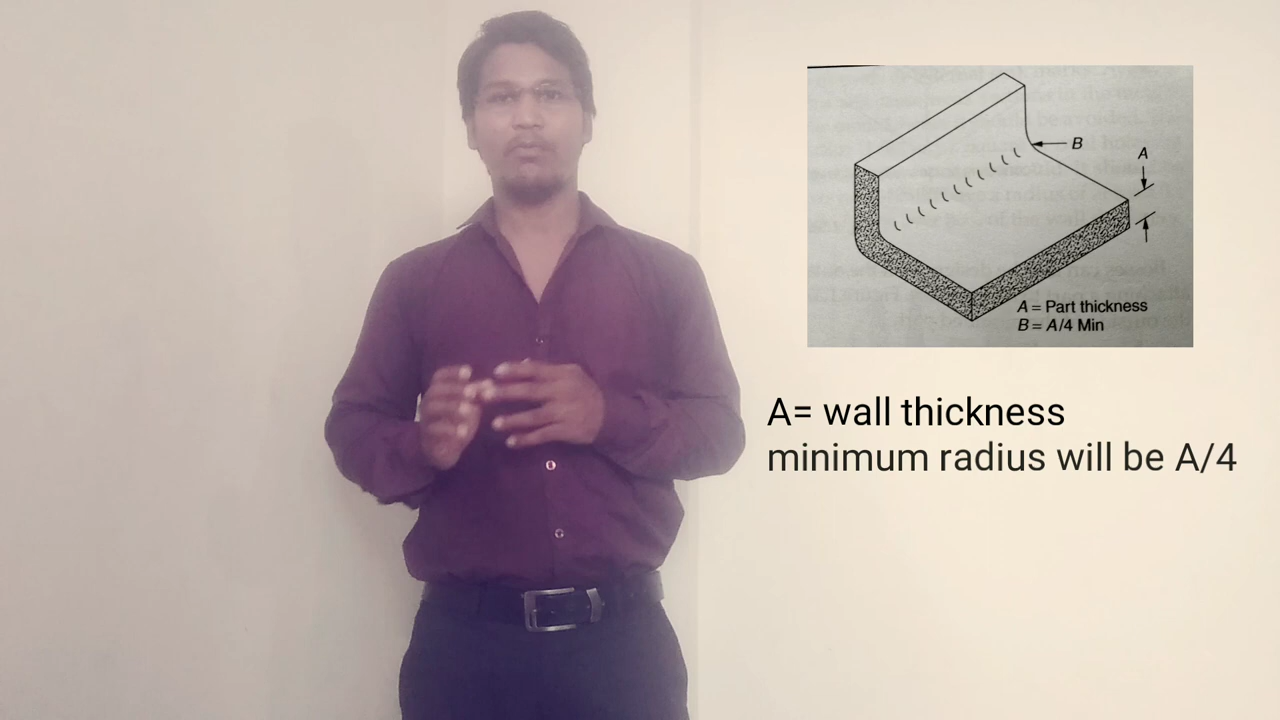 B
A
A = Part thickness
B = A/4 Min
A= wall thickness
minimum radius will be A/4